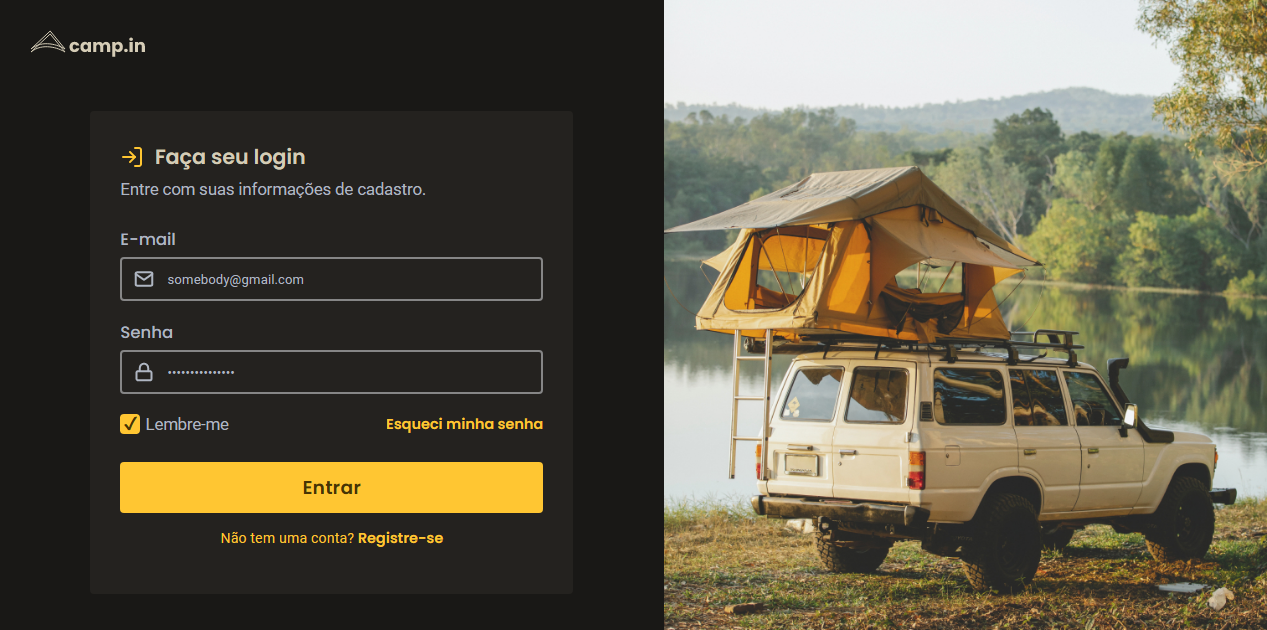 camp.in
Faça seu login
Entre com suas informações de cadastro.
E-mail
somebody@gmail.com
Senha
Lembre-me
Esqueci minha senha
Entrar
Não tem uma conta? Registre-se